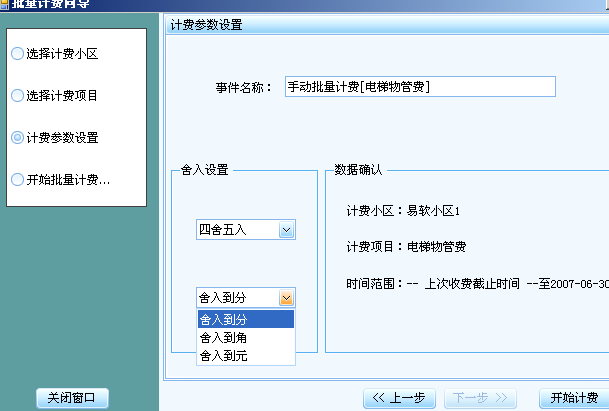 批量计费向导
选择计费小区
选择计费项目
计费参数设置
开始批量计费...
关闭窗口
计费参数设置
事件名称： 手动批量计费[电梯物管费]
舍入设置
四舍五入
舍入到分
舍入到分
舍入到角
舍入到元
数据确认
计费小区：易软小区1
计费项目：电梯物管费
时间范围：-- 上次收费截止时间 --至2007-06-30
<< 上一步
下一步 >>
开始计费